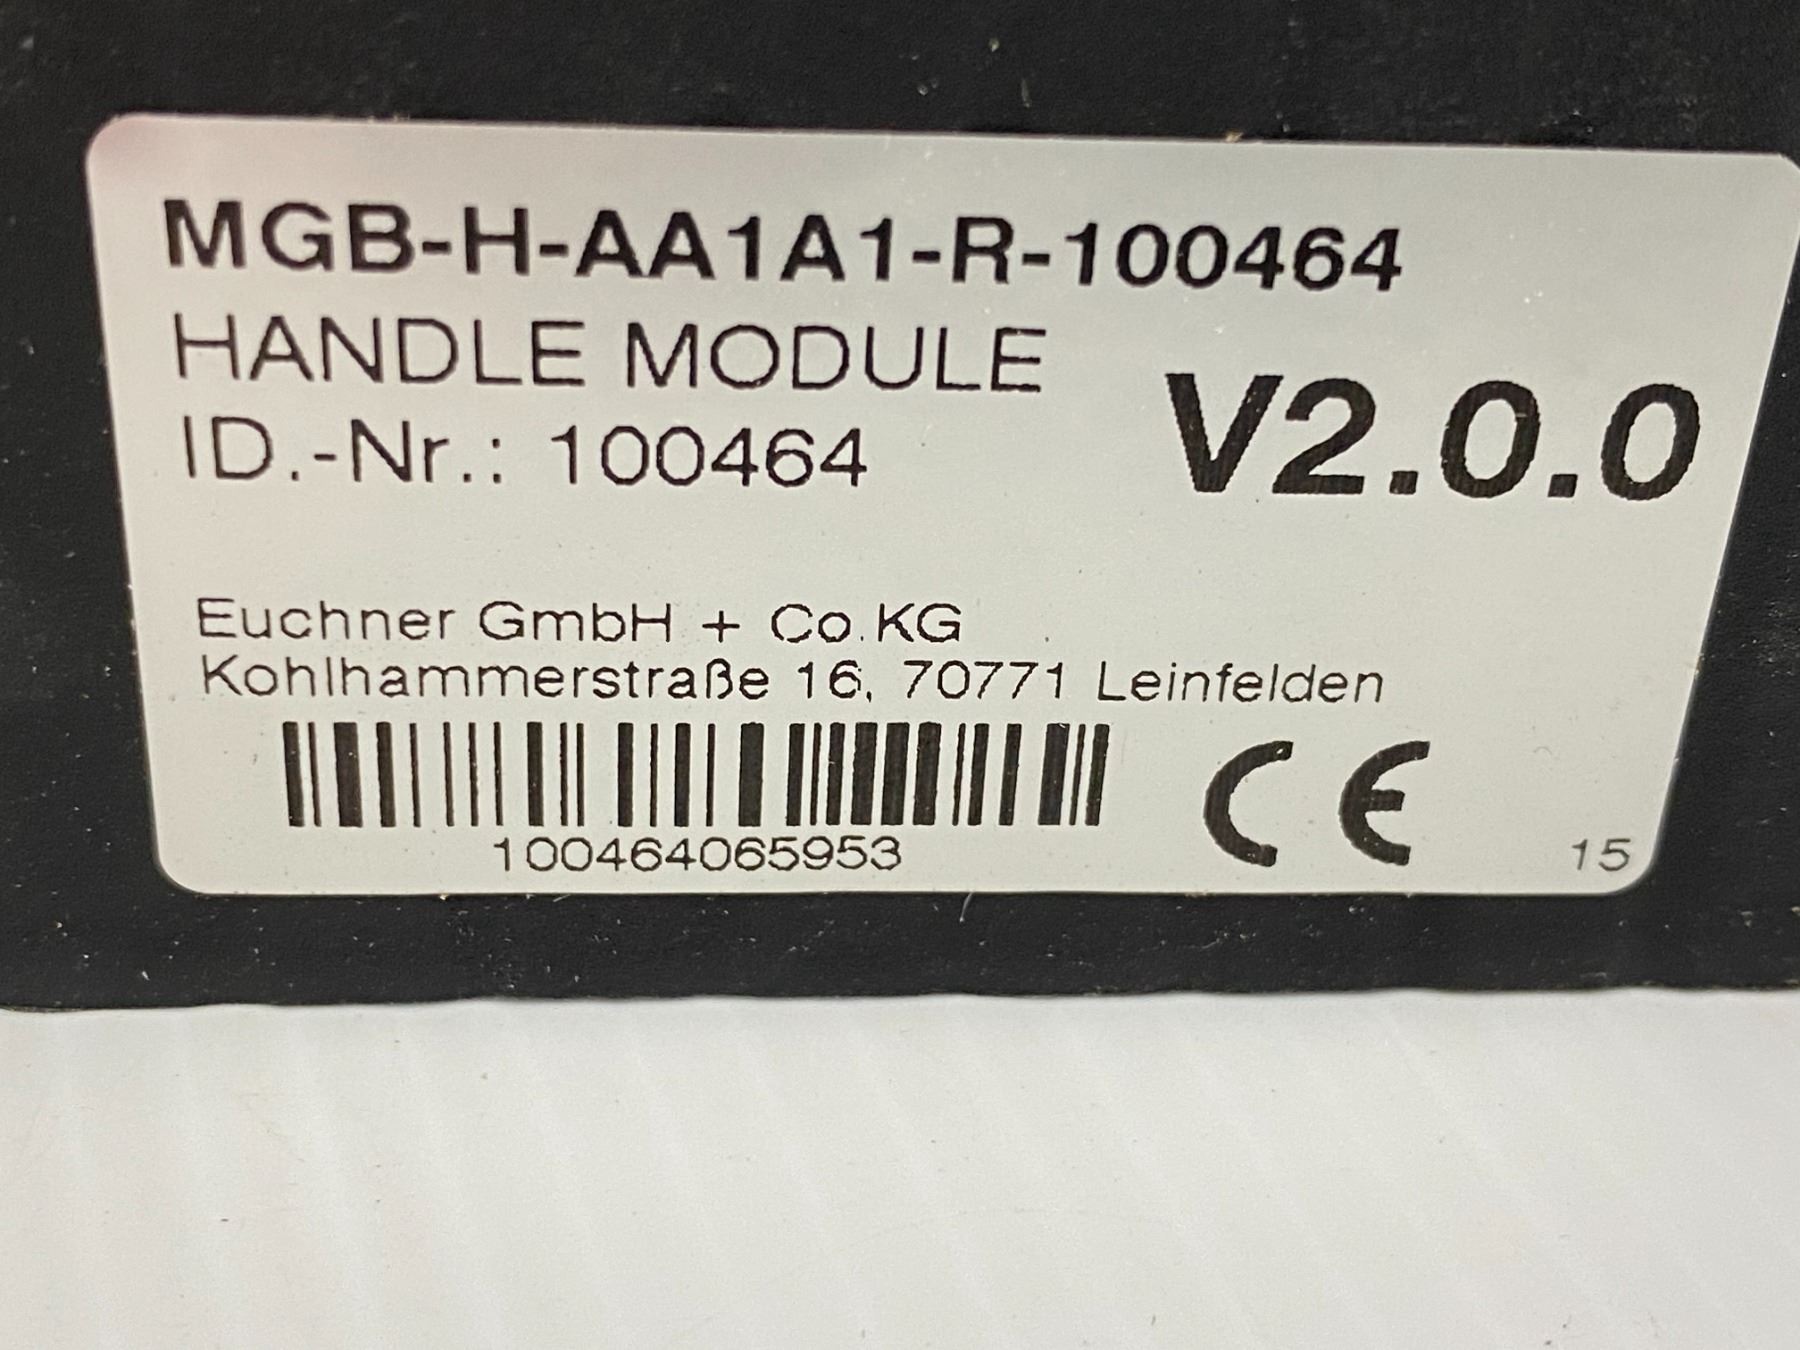 MGB-H-AA1A1-R-100464
HANDLE MODULE
ID.-Nr.: 100464
V2.0.0
Euchner GmbH + Co.KG
Kohlhammerstraße 16, 70771 Leinfelden
100464065953
CE
15